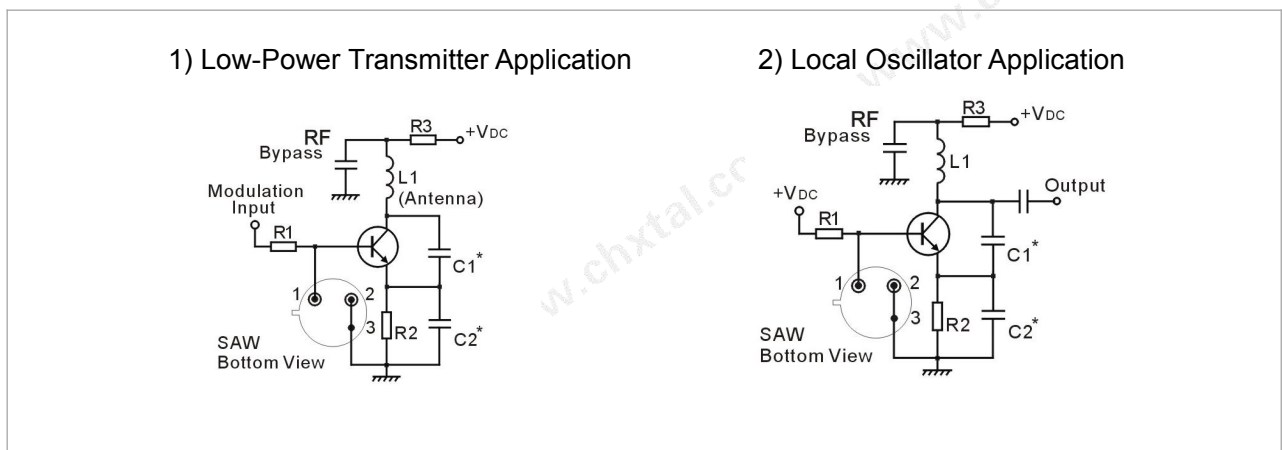 1) Low-Power Transmitter Application
RF
Bypass
R3
+VDC
L1
(Antenna)
Modulation
Input
R1
C1*
1
2
3
R2
C2*
SAW
Bottom View
2) Local Oscillator Application
RF
Bypass
R3
+VDC
L1
Output
+VDC
R1
C1*
1
2
3
R2
C2*
SAW
Bottom View
w.chxtal.cc